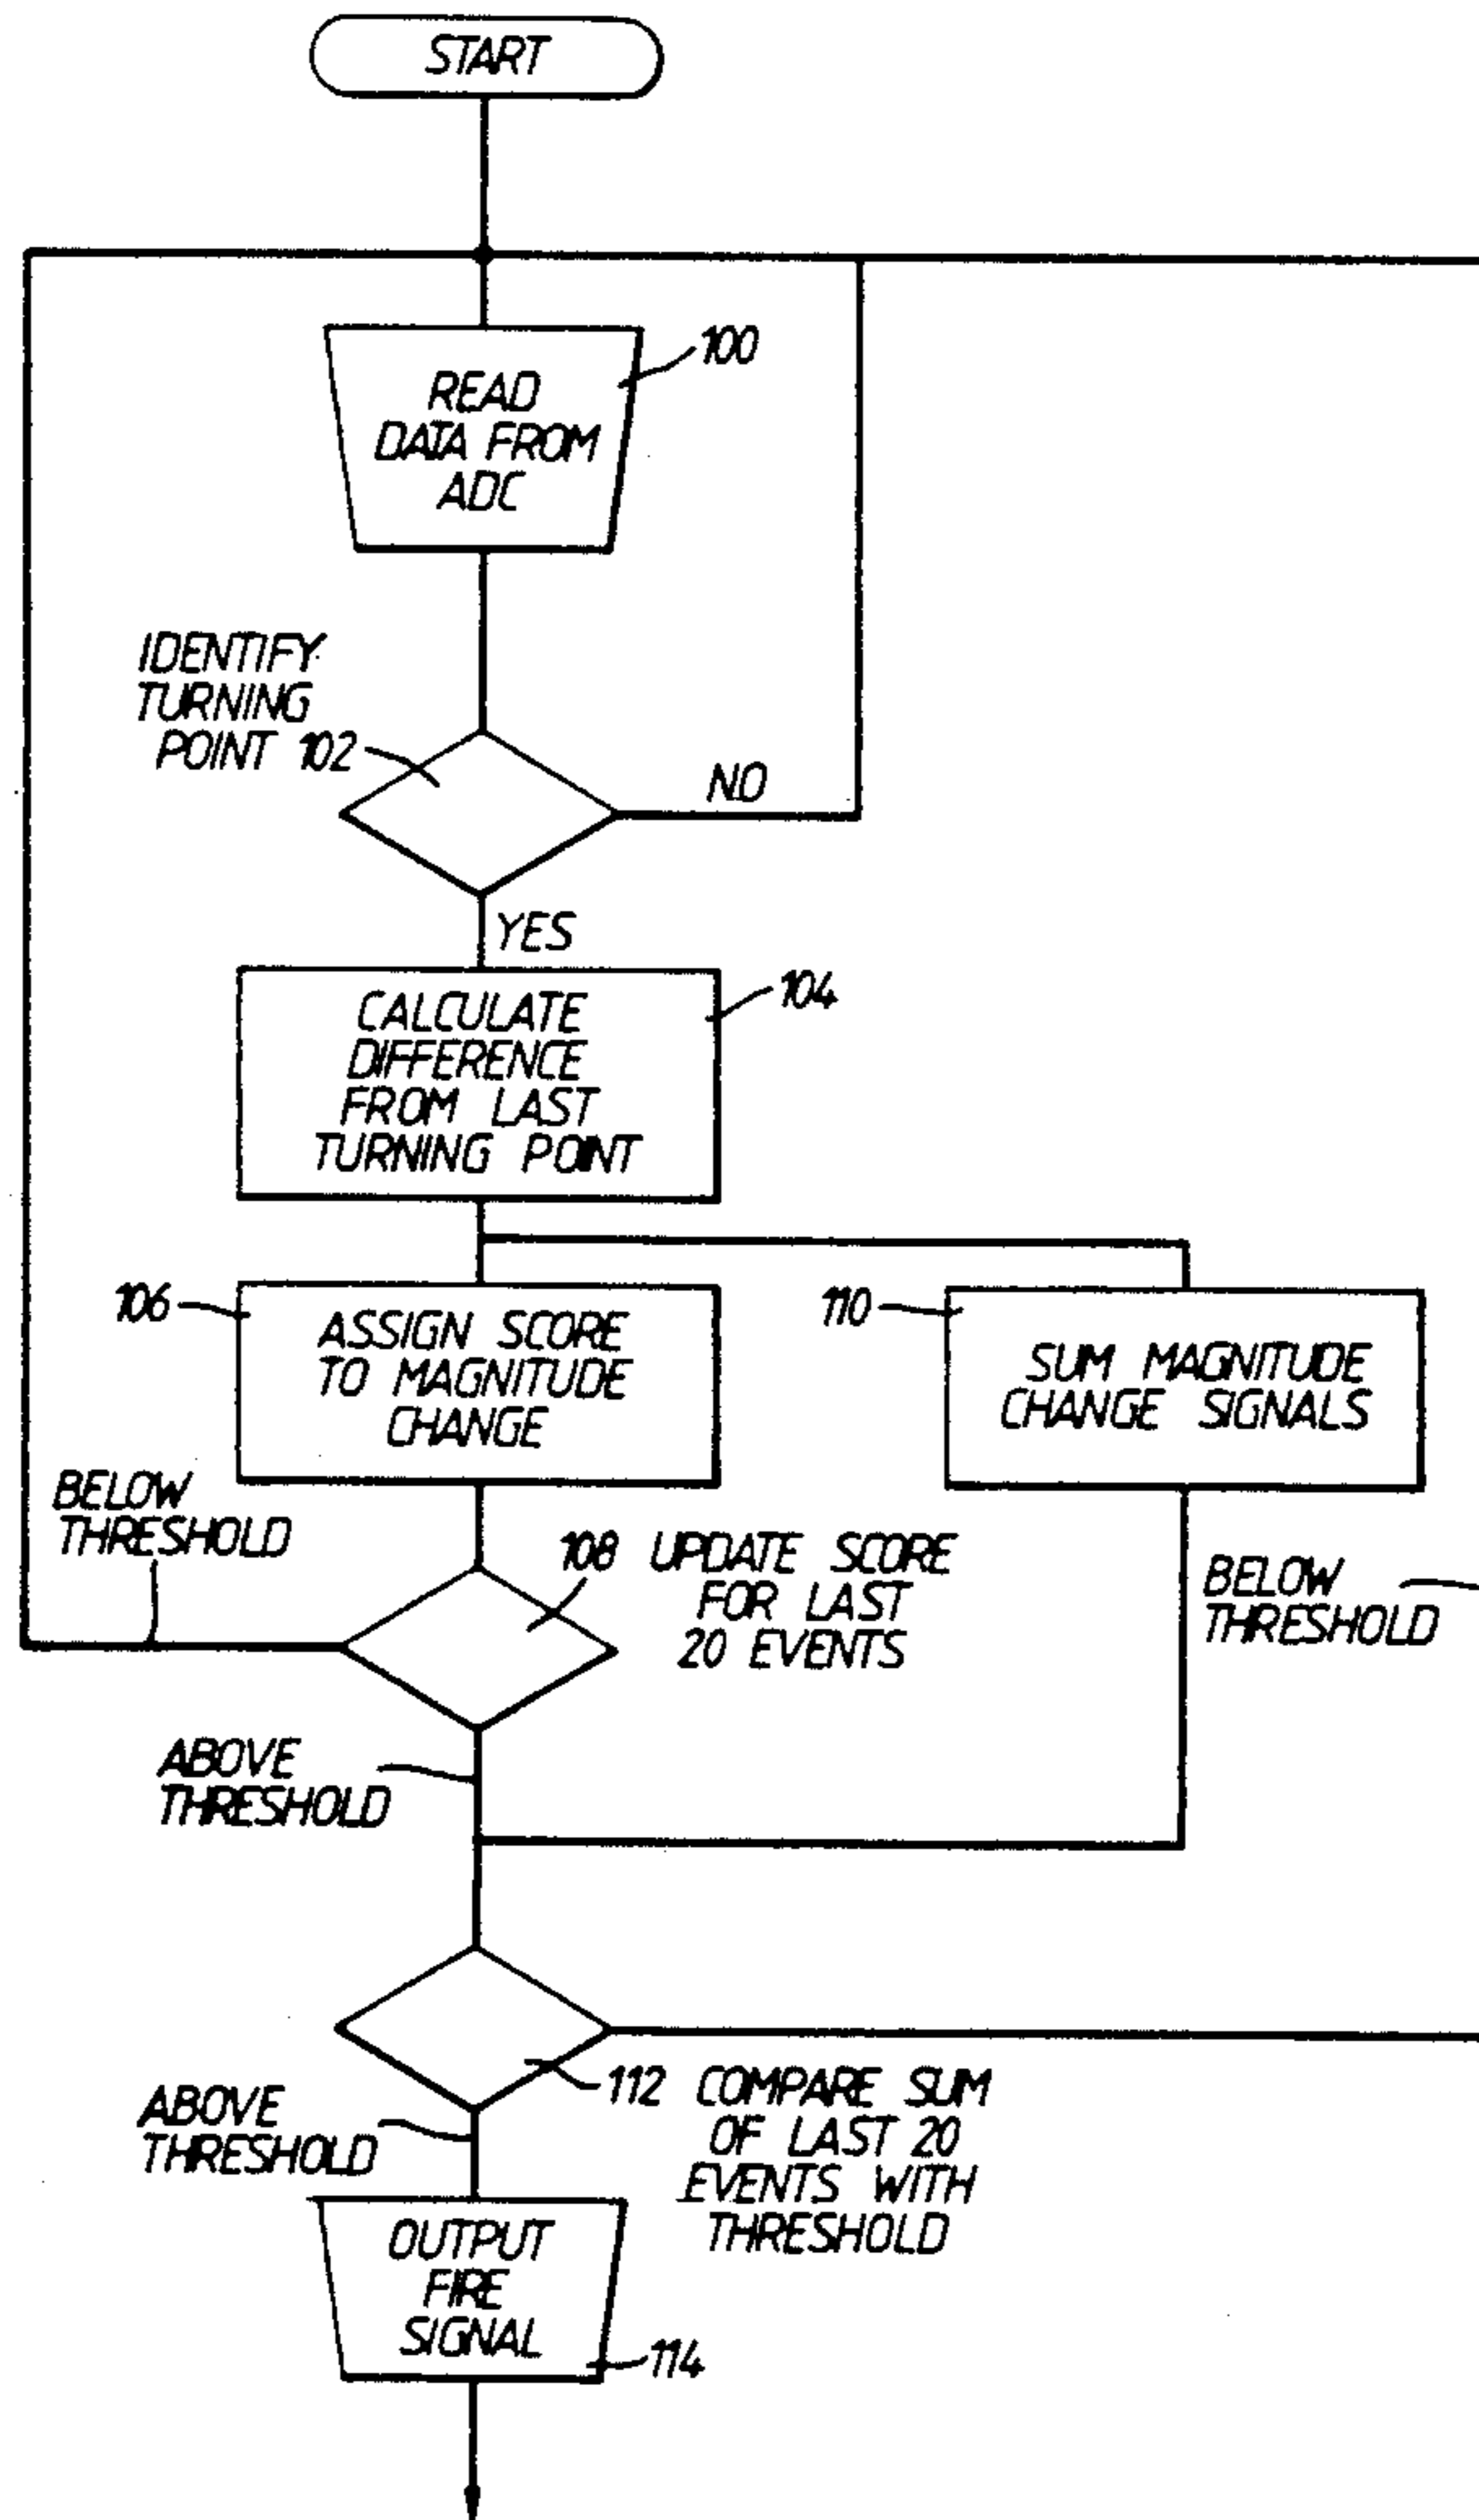 START
100
READ
DATA FROM
ADC
IDENTIFY
TURNING
POINT 102
NO
YES
104
CALCULATE
DIFFERENCE
FROM LAST
TURNING POINT
106
ASSIGN SCORE
TO MAGNITUDE
CHANGE
110
SUM MAGNITUDE
CHANGE SIGNALS
BELOW
THRESHOLD
108 UPDATE SCORE
FOR LAST
20 EVENTS
BELOW
THRESHOLD
ABOVE
THRESHOLD
112 COMPARE SUM
OF LAST 20
EVENTS WITH
THRESHOLD
ABOVE
THRESHOLD
OUTPUT
FIRE
SIGNAL
114